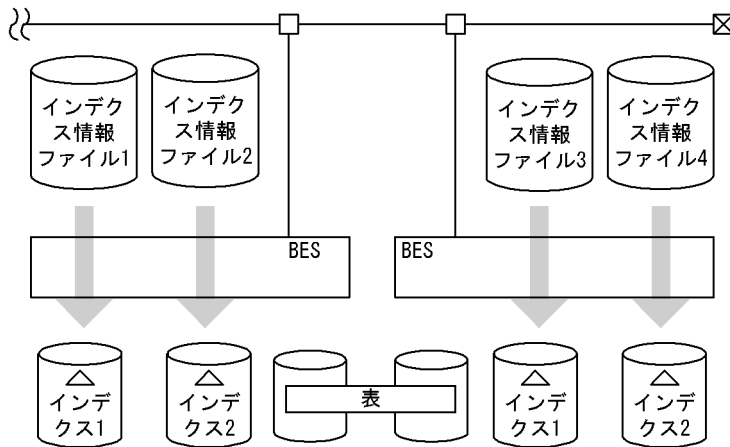 インデク
ス情報
ファイル1
インデク
ス情報
ファイル2
インデク
ス情報
ファイル3
インデク
ス情報
ファイル4
BES
BES
インデ
クス1
インデ
クス2
表
インデ
クス1
インデ
クス2